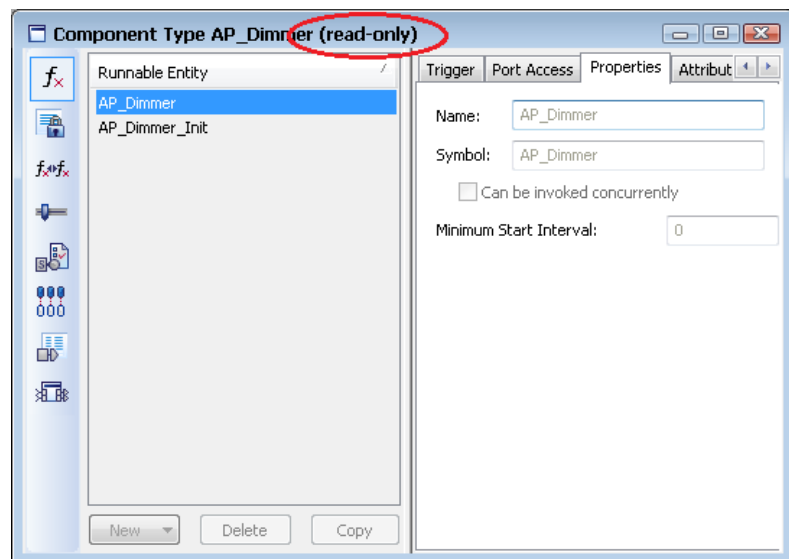 Component Type AP_Dimmer (read-only)
Runnable Entity
AP_Dimmer
AP_Dimmer_Init
New
Delete
Copy
Trigger
Port Access
Properties
Attribut
Name:
AP_Dimmer
Symbol:
AP_Dimmer
Can be invoked concurrently
Minimum Start Interval:
0